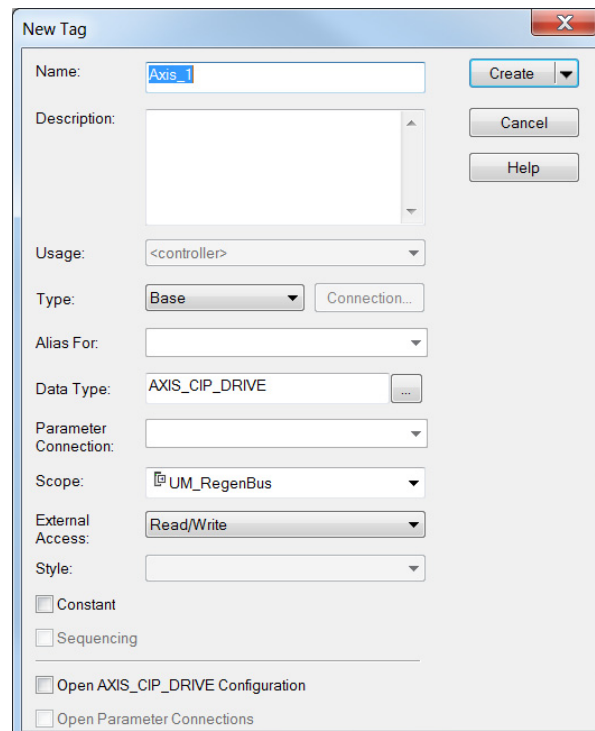 New Tag
Name: Axis_1 Create
Description: Cancel
Help
Usage: <controller>
Type: Base Connection...
Alias For:
Data Type: AXIS_CIP_DRIVE ...
Parameter
Connection:
Scope: UM_RegenBus
External
Access: Read/Write
Style:
Constant
Sequencing
Open AXIS_CIP_DRIVE Configuration
Open Parameter Connections